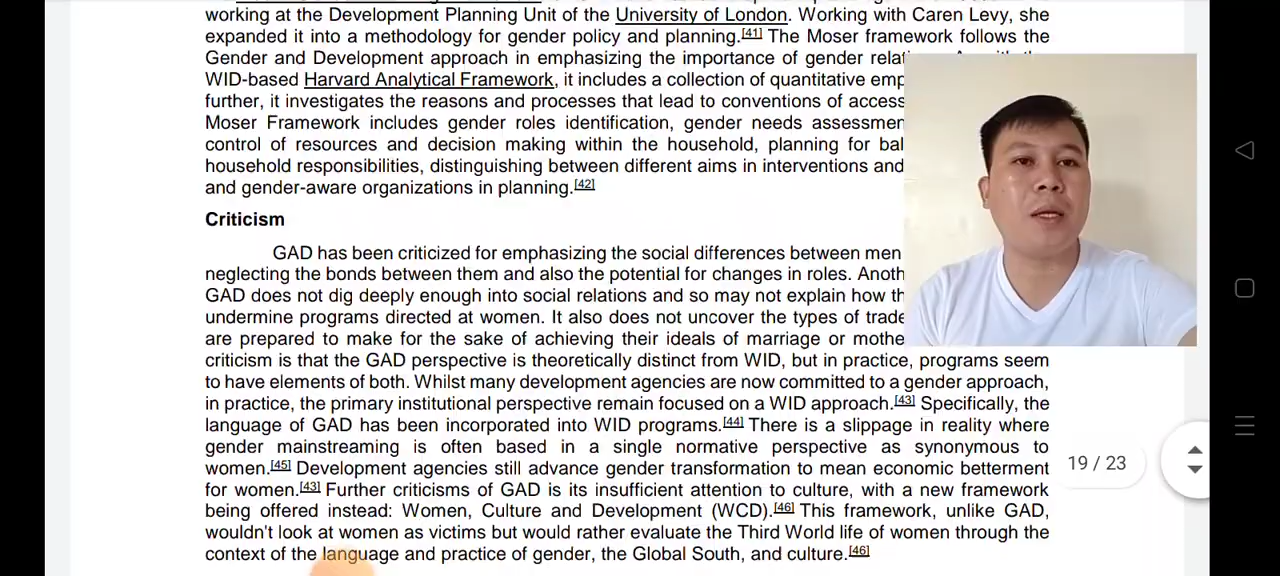 working at the Development Planning Unit of the University of London. Working with Caren Levy, she
expanded it into a methodology for gender policy and planning.[41] The Moser framework follows the
Gender and Development approach in emphasizing the importance of gender
WID-based Harvard Analytical Framework, it includes a collection of quantitative
further, it investigates the reasons and processes that lead to conventions of access
Moser Framework includes gender roles identification, gender needs
control of resources and decision making within the household, planning for
household responsibilities, distinguishing between different aims in interventions and
and gender-aware organizations in planning.[42]
Criticism
GAD has been criticized for emphasizing the social differences between men
neglecting the bonds between them and also the potential for changes in roles.
GAD does not dig deeply enough into social relations and so may not explain how
undermine programs directed at women. It also does not uncover the types of
are prepared to make for the sake of achieving their ideals of marriage or
criticism is that the GAD perspective is theoretically distinct from WID, but in practice, programs seem
to have elements of both. Whilst many development agencies are now committed to a gender approach,
in practice, the primary institutional perspective remain focused on a WID approach.[43] Specifically, the
language of GAD has been incorporated into WID programs.[44] There is a slippage in reality where
gender mainstreaming is often based in a single normative perspective as synonymous to
women.[45] Development agencies still advance gender transformation to mean economic betterment
for women.[43] Further criticisms of GAD is its insufficient attention to culture, with a new framework
being offered instead: Women, Culture and Development (WCD).[46] This framework, unlike GAD,
wouldn't look at women as victims but would rather evaluate the Third World life of women through the
context of the language and practice of gender, the Global South, and culture.[46]
19 / 23